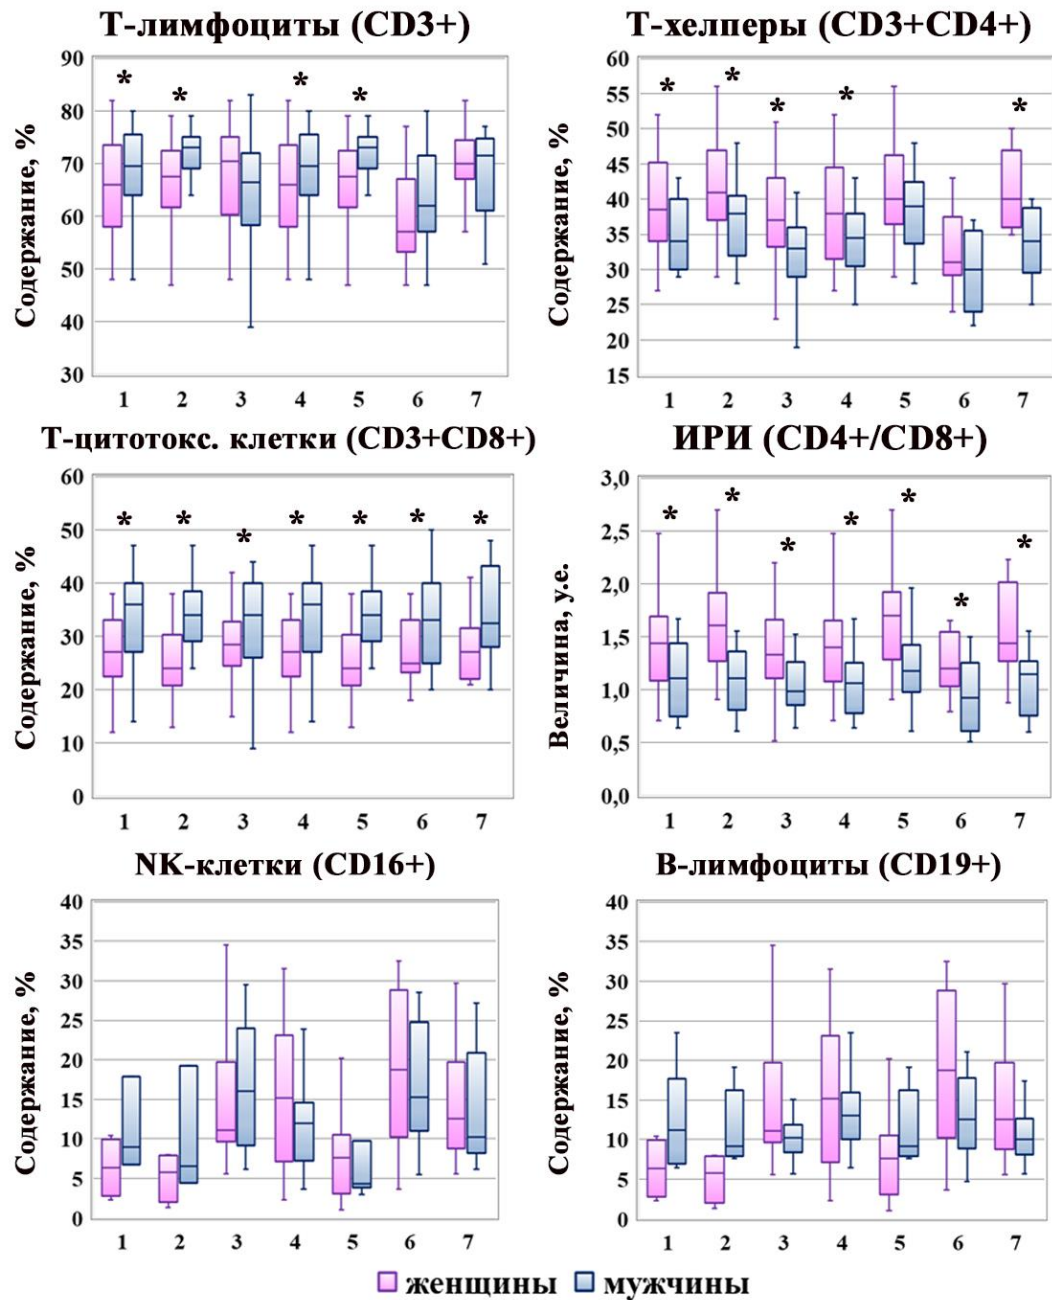 Т-лимфоциты (CD3+)
Содержание, %
90
80
70
60
50
40
30
* * * *
1 2 3 4 5 6 7
Т-хелперы (CD3+CD4+)
Содержание, %
60
55
50
45
40
35
30
25
20
15
* * * * *
1 2 3 4 5 6 7
Т-цитотокс. клетки (CD3+CD8+)
Содержание, %
60
50
40
30
20
10
0
* * * * * * *
1 2 3 4 5 6 7
ИРИ (CD4+/CD8+)
Величина, у.е.
3,0
2,5
2,0
1,5
1,0
0,5
0,0
* * * * * * *
1 2 3 4 5 6 7
NK-клетки (CD16+)
Содержание, %
40
35
30
25
20
15
10
5
0
1 2 3 4 5 6 7
В-лимфоциты (CD19+)
Содержание, %
40
35
30
25
20
15
10
5
0
1 2 3 4 5 6 7
женщины мужчины